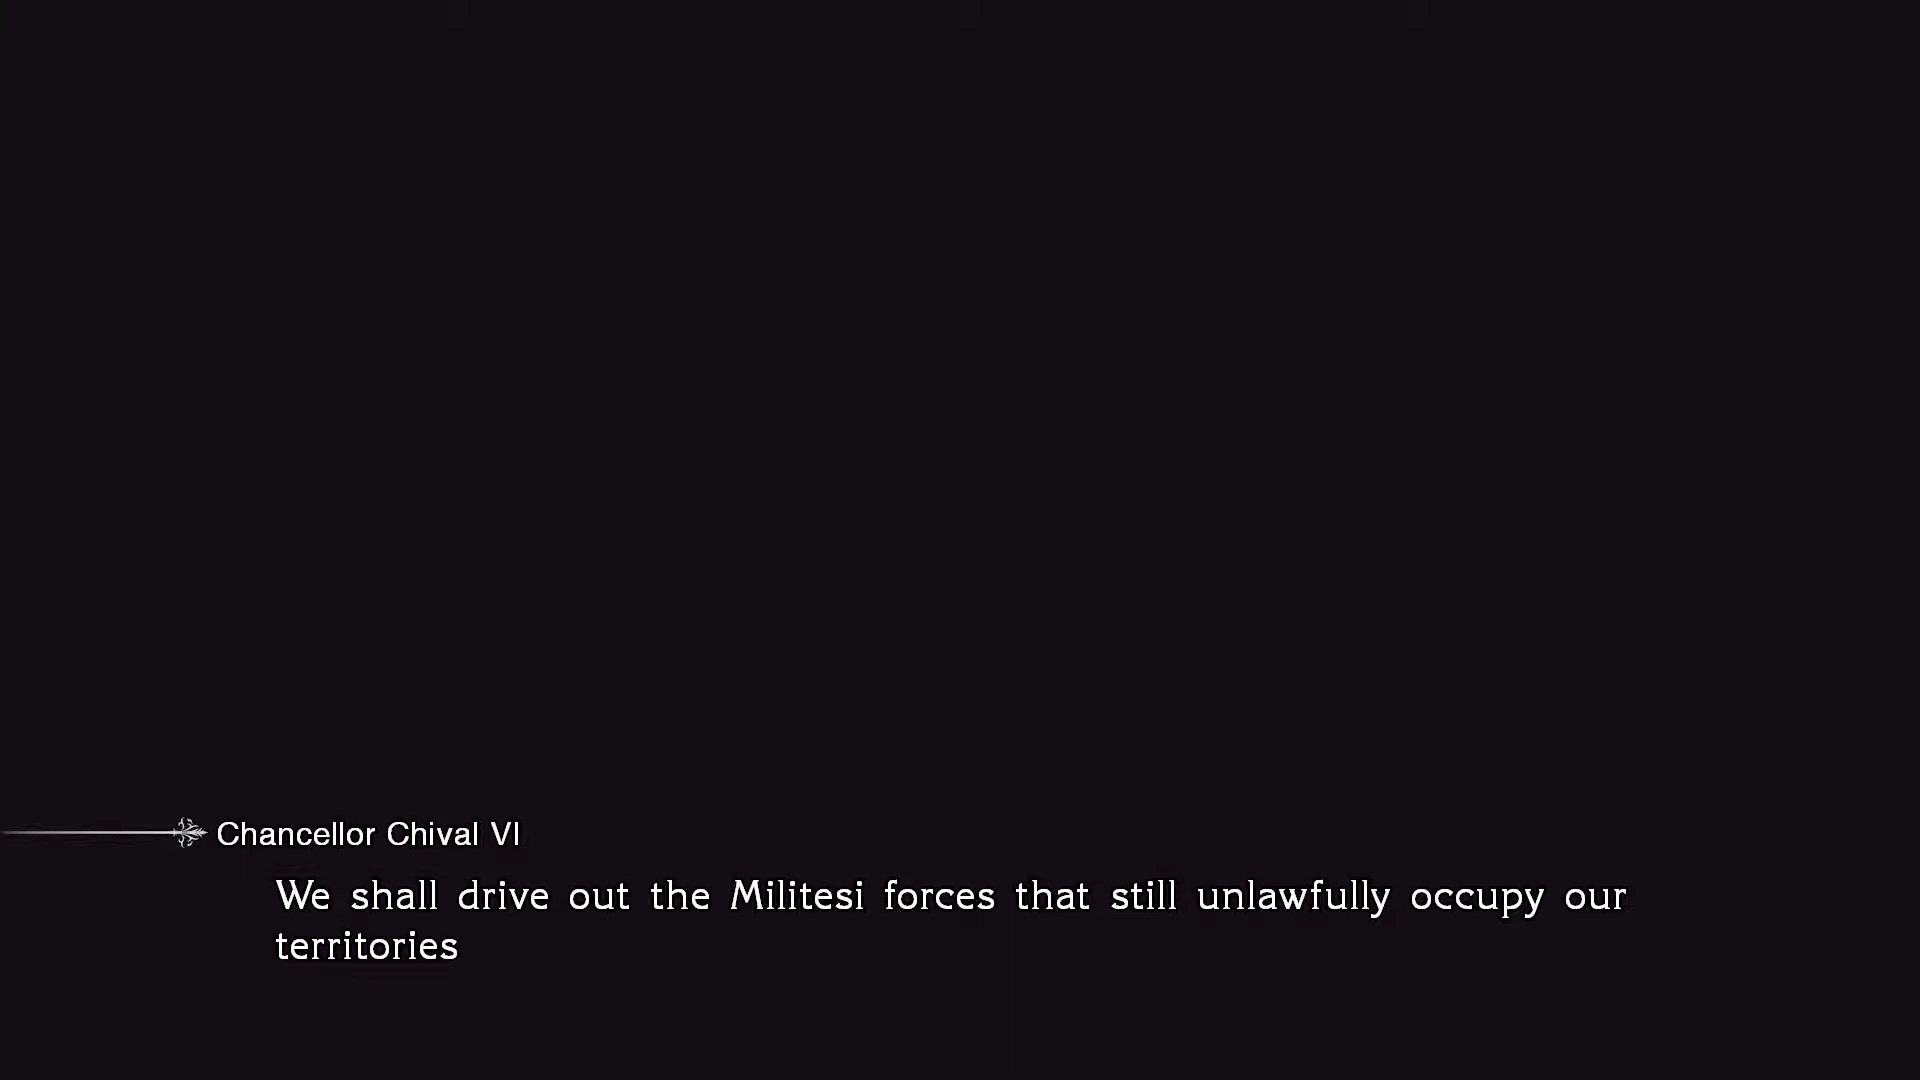 Chancellor Chival VI
We shall drive out the Militesi forces that still unlawfully occupy our
territories